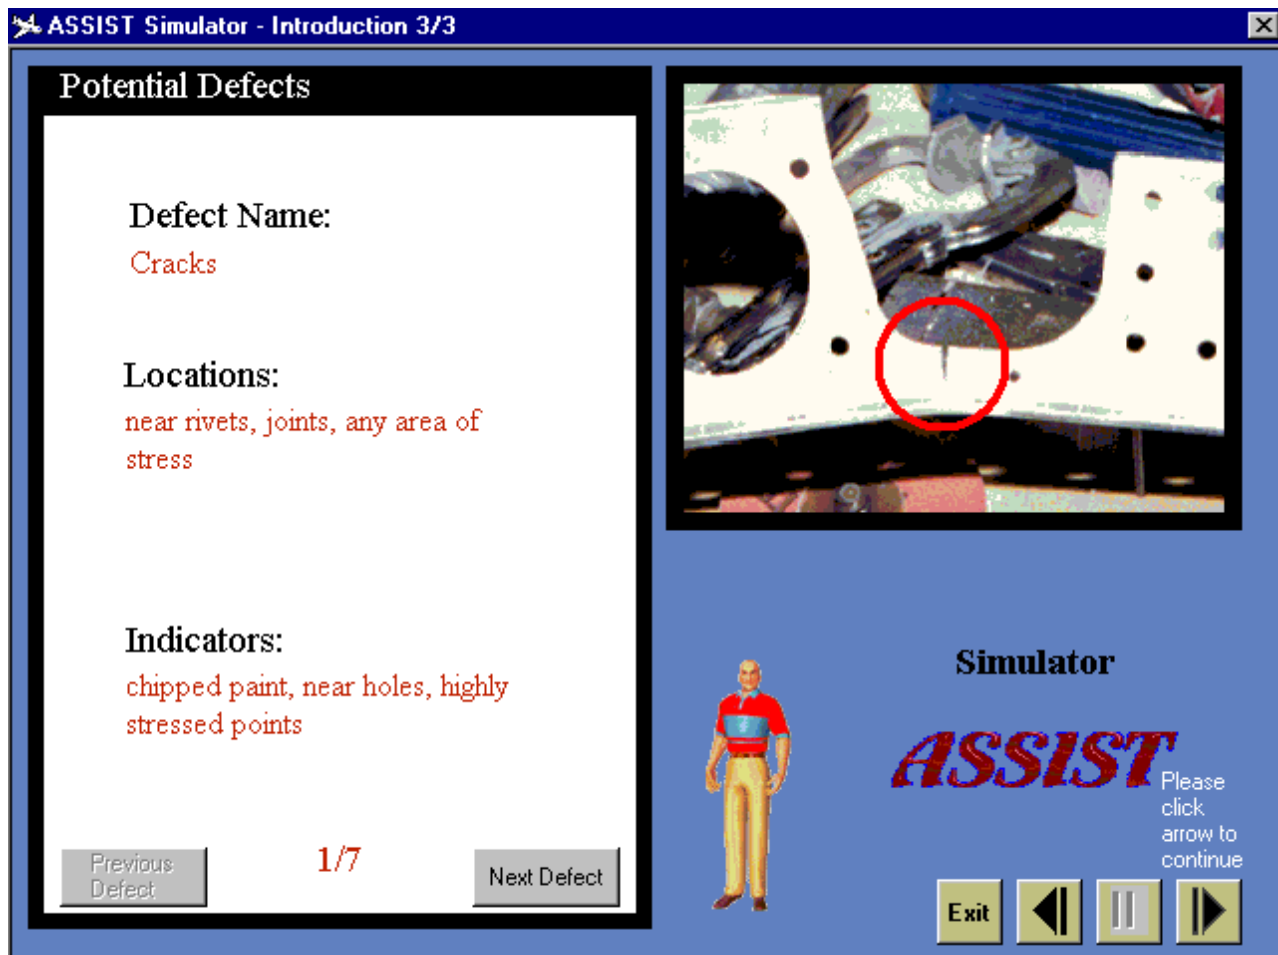 ASSIST Simulator - Introduction 3/3
Potential Defects
Defect Name:
Cracks
Locations:
near rivets, joints, any area of
stress
Indicators:
chipped paint, near holes, highly
stressed points
Previous
Defect
1/7
Next Defect
Simulator
ASSIST
Please
click
arrow to
continue
Exit